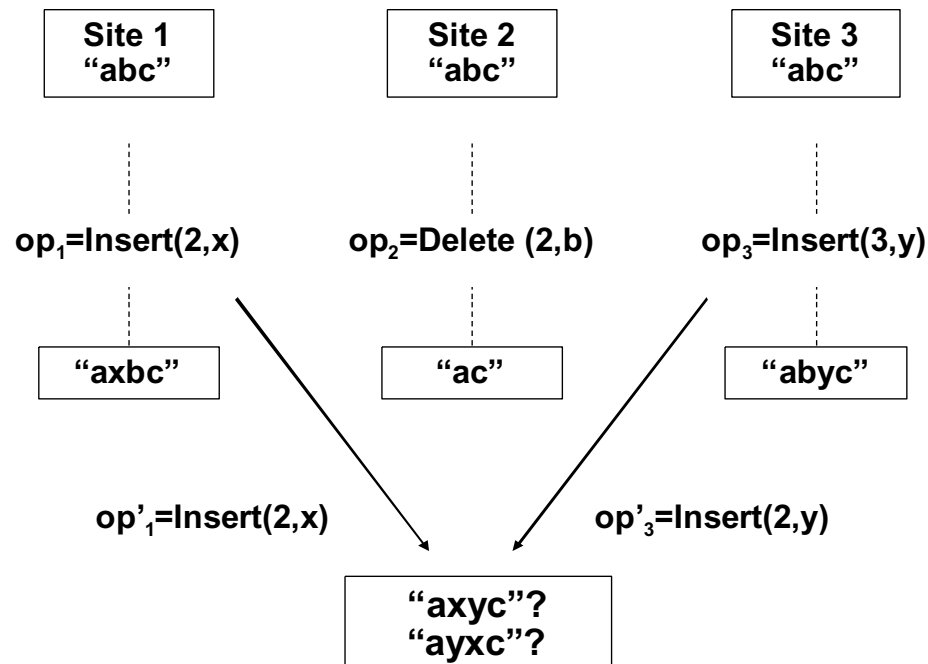 Site 1
“abc”
Site 2
“abc”
Site 3
“abc”
op₁=Insert(2,x)
op₂=Delete (2,b)
op₃=Insert(3,y)
“axbc”
“ac”
“abyc”
op’₁=Insert(2,x)
op’₃=Insert(2,y)
“axyc”?
“ayxc”?